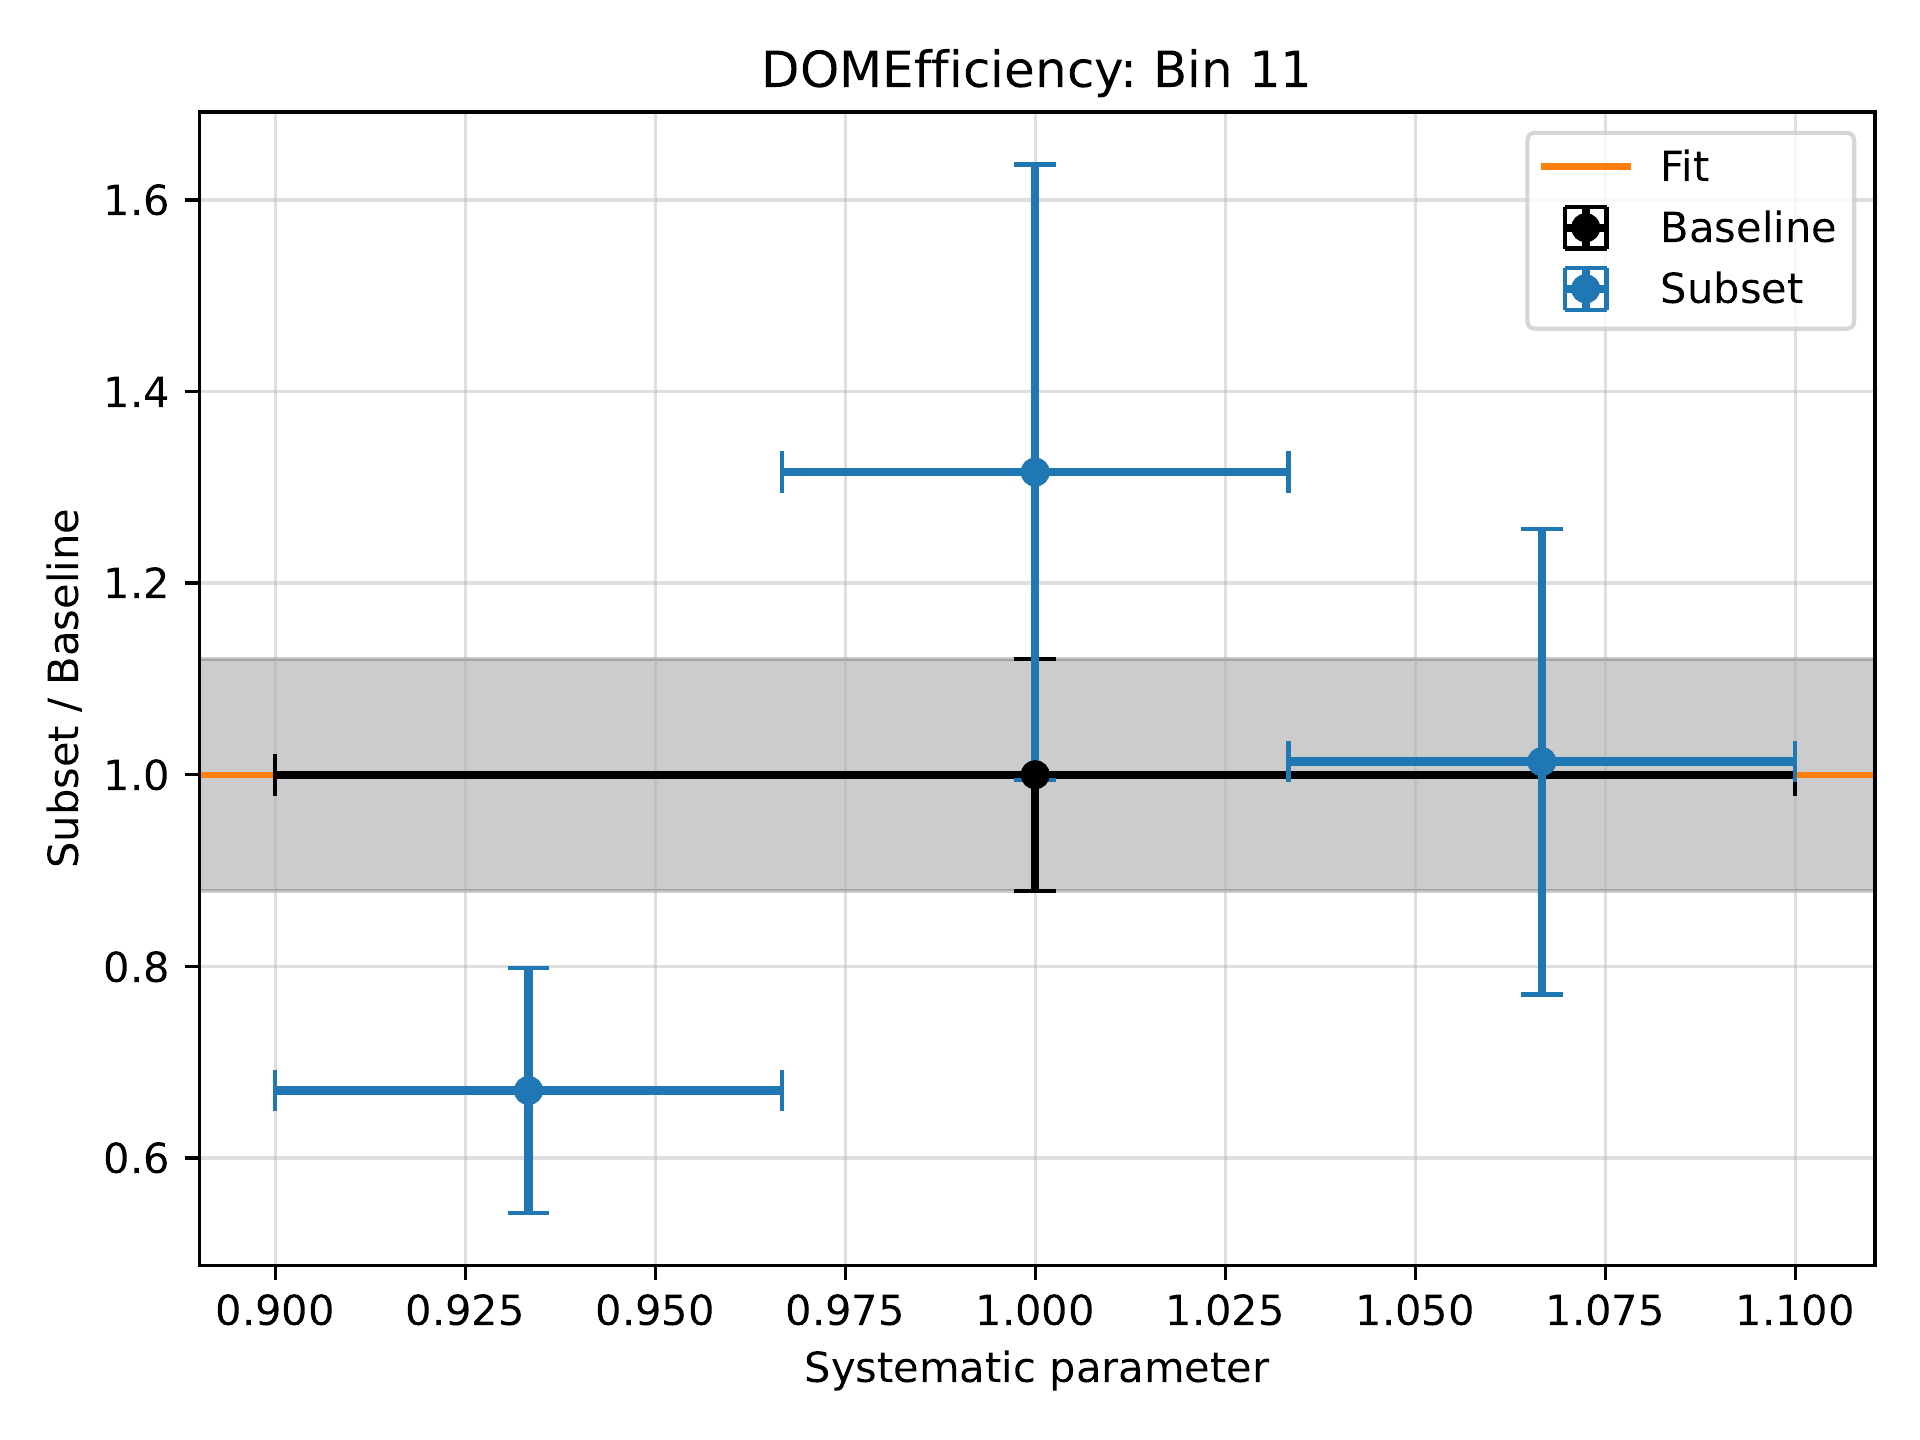 DOMEfficiency: Bin 11
Fit
Baseline
Subset
Subset / Baseline
1.6
1.4
1.2
1.0
0.8
0.6
0.900 0.925 0.950 0.975 1.000 1.025 1.050 1.075 1.100
Systematic parameter